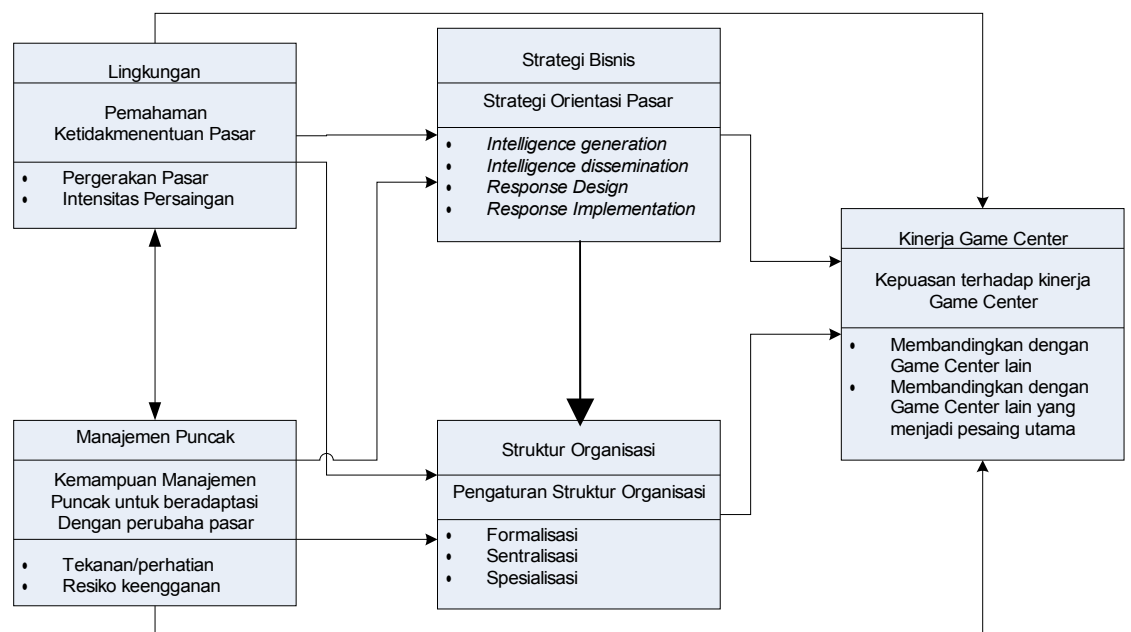 Lingkungan
Pemahaman
Ketidakmenentuan Pasar
• Pergerakan Pasar
• Intensitas Persaingan
Strategi Bisnis
Strategi Orientasi Pasar
• Intelligence generation
• Intelligence dissemination
• Response Design
• Response Implementation
Kinerja Game Center
Kepuasan terhadap kinerja
Game Center
• Membandingkan dengan
Game Center lain
• Membandingkan dengan
Game Center lain yang
menjadi pesaing utama
Manajemen Puncak
Kemampuan Manajemen
Puncak untuk beradaptasi
Dengan perubaha pasar
• Tekanan/perhatian
• Resiko keengganan
Struktur Organisasi
Pengaturan Struktur Organisasi
• Formalisasi
• Sentralisasi
• Spesialisasi